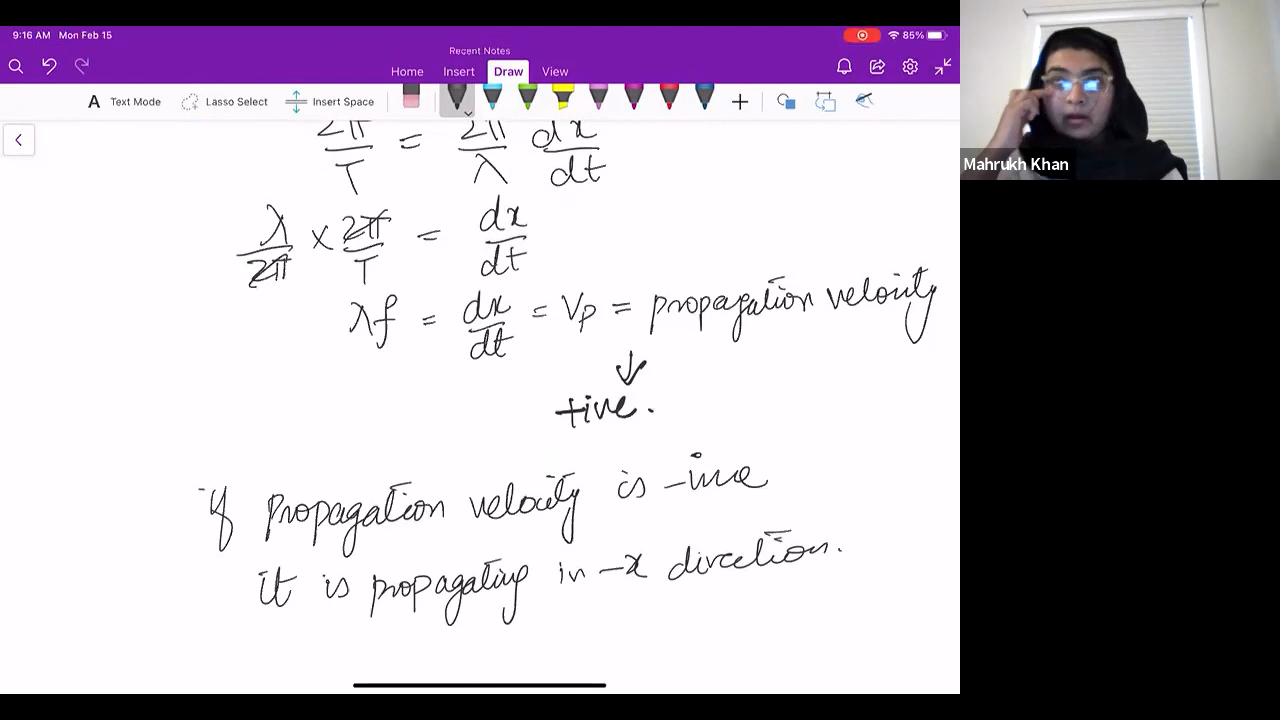 9:16 AM Mon Feb 15
85%
Recent Notes
Home Insert Draw View
A Text Mode Lasso Select Insert Space
2π/T = 2π/λ dx/dt
λ/2π × 2π/T = dx/dt
λf = dx/dt = Vp = propagation velocity
↓
+ive.
if propagation velocity is -ive
it is propagating in -x direction.
Mahrukh Khan